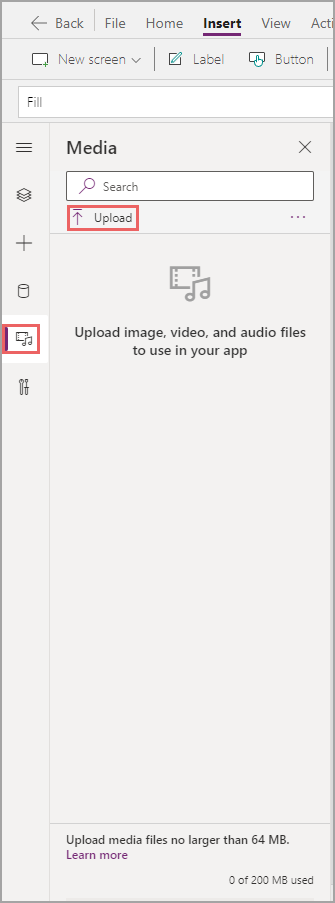 Back File Home Insert View Act
New screen Label Button
Fill
Media
Search
Upload
Upload image, video, and audio files
to use in your app
Upload media files no larger than 64 MB.
Learn more
0 of 200 MB used